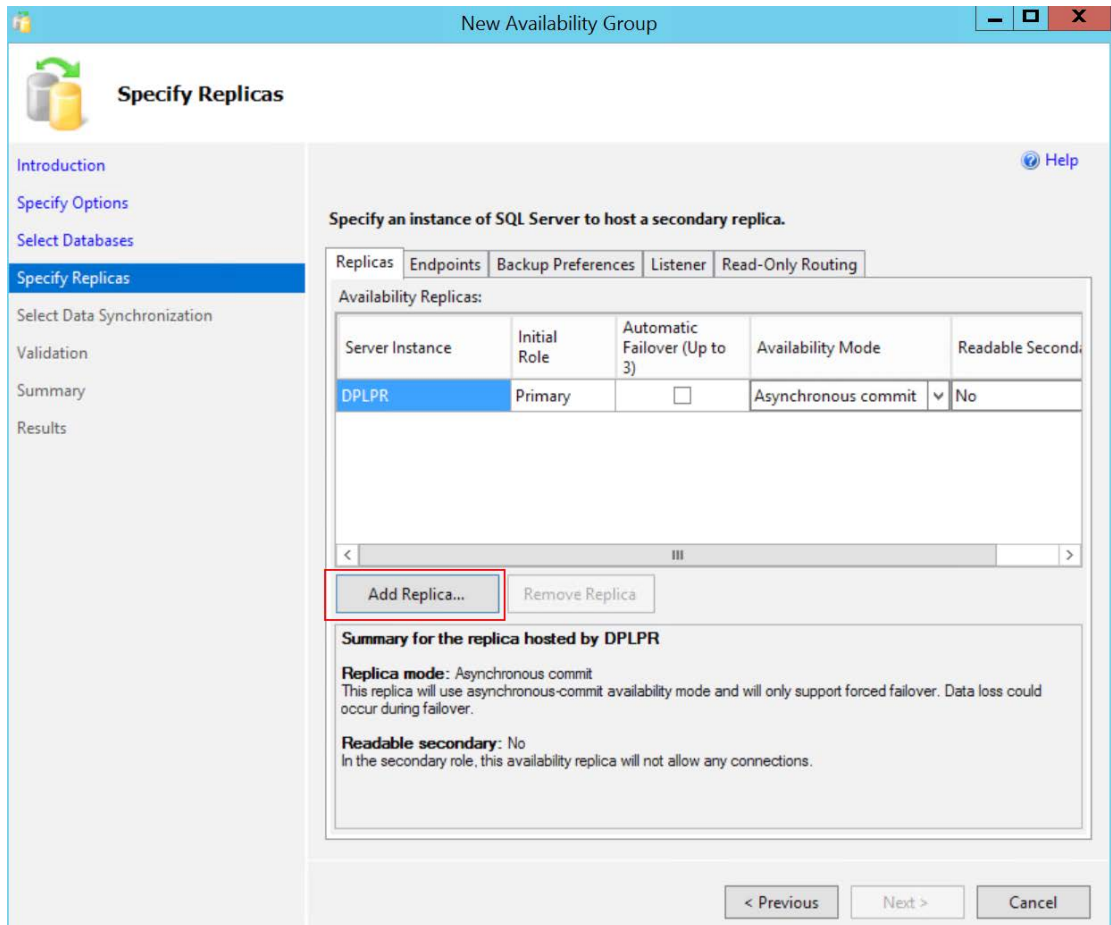 New Availability Group
Specify Replicas
Introduction
Specify Options
Select Databases
Specify Replicas
Select Data Synchronization
Validation
Summary
Results
Help
Specify an instance of SQL Server to host a secondary replica.
Replicas Endpoints Backup Preferences Listener Read-Only Routing
Availability Replicas:
Server Instance Initial Role Automatic Failover (Up to 3) Availability Mode Readable Seconda
DPLPR Primary Asynchronous commit No
Add Replica... Remove Replica
Summary for the replica hosted by DPLPR
Replica mode: Asynchronous commit
This replica will use asynchronous-commit availability mode and will only support forced failover. Data loss could
occur during failover.
Readable secondary: No
In the secondary role, this availability replica will not allow any connections.
< Previous Next > Cancel